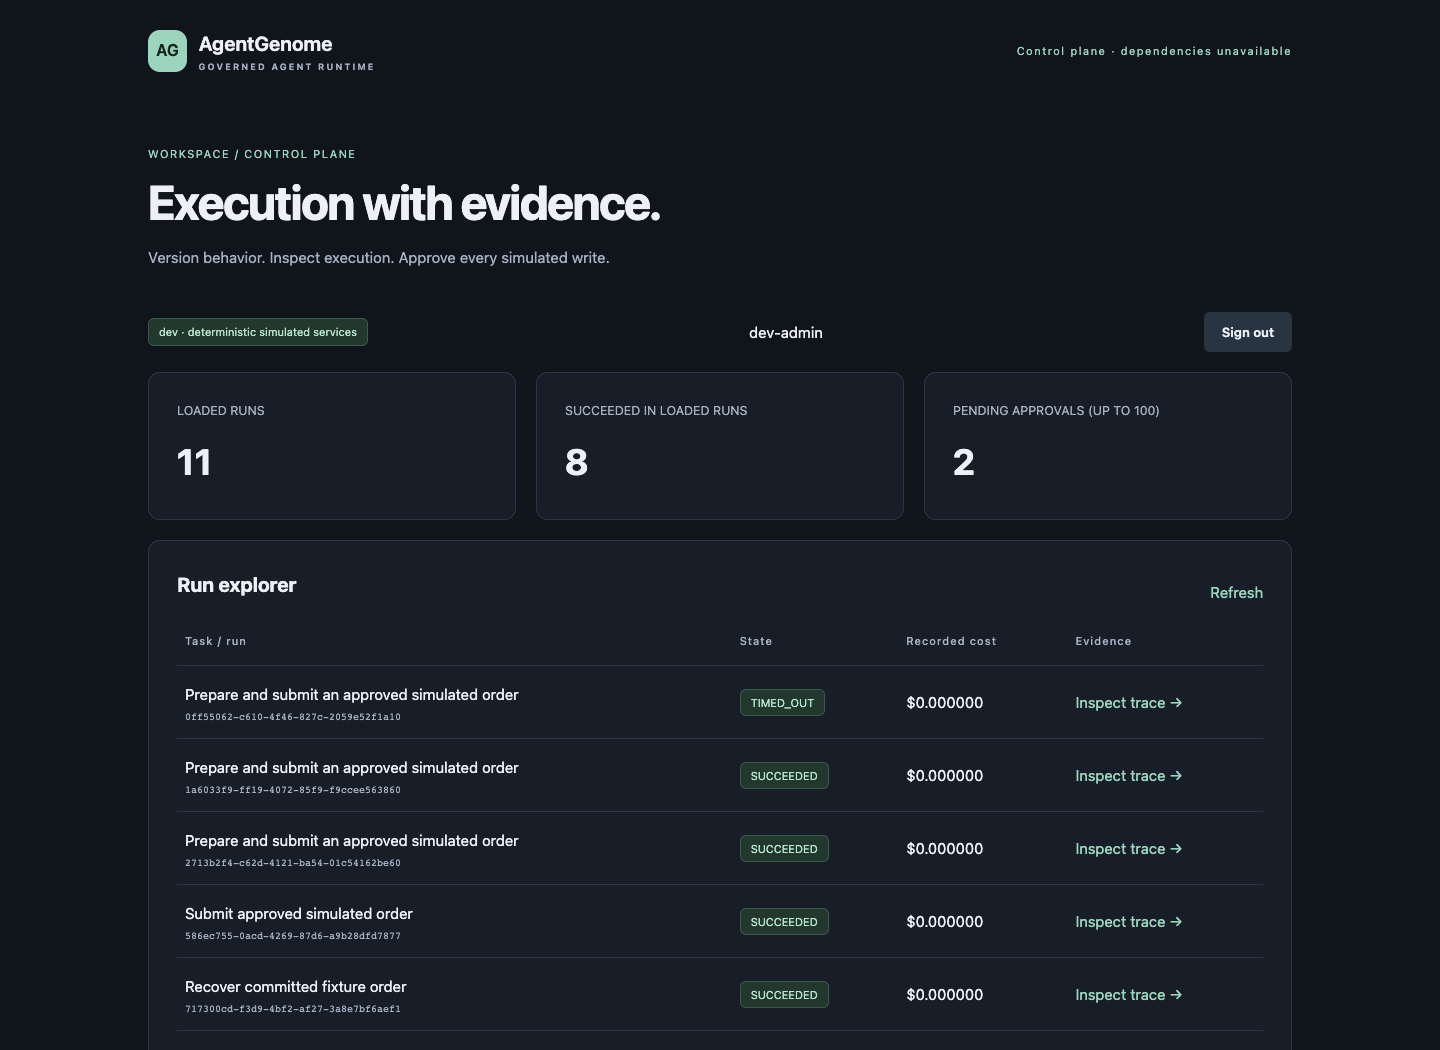 AG
AgentGenome
GOVERNED AGENT RUNTIME
Control plane · dependencies unavailable
WORKSPACE / CONTROL PLANE
Execution with evidence.
Version behavior. Inspect execution. Approve every simulated write.
dev · deterministic simulated services
dev-admin
Sign out
LOADED RUNS
11
SUCCEEDED IN LOADED RUNS
8
PENDING APPROVALS (UP TO 100)
2
Run explorer
Refresh
Task / run State Recorded cost Evidence
Prepare and submit an approved simulated order
0ff55062-c610-4f46-827c-2059e52f1a10
TIMED_OUT $0.000000 Inspect trace →
Prepare and submit an approved simulated order
1a6033f9-ff19-4072-85f9-f9ccee563860
SUCCEEDED $0.000000 Inspect trace →
Prepare and submit an approved simulated order
2713b2f4-c62d-4121-ba54-01c54162be60
SUCCEEDED $0.000000 Inspect trace →
Submit approved simulated order
586ec755-0acd-4269-87d6-a9b28dfd7877
SUCCEEDED $0.000000 Inspect trace →
Recover committed fixture order
717300cd-f3d9-4bf2-af27-3a8e7bf6aef1
SUCCEEDED $0.000000 Inspect trace →